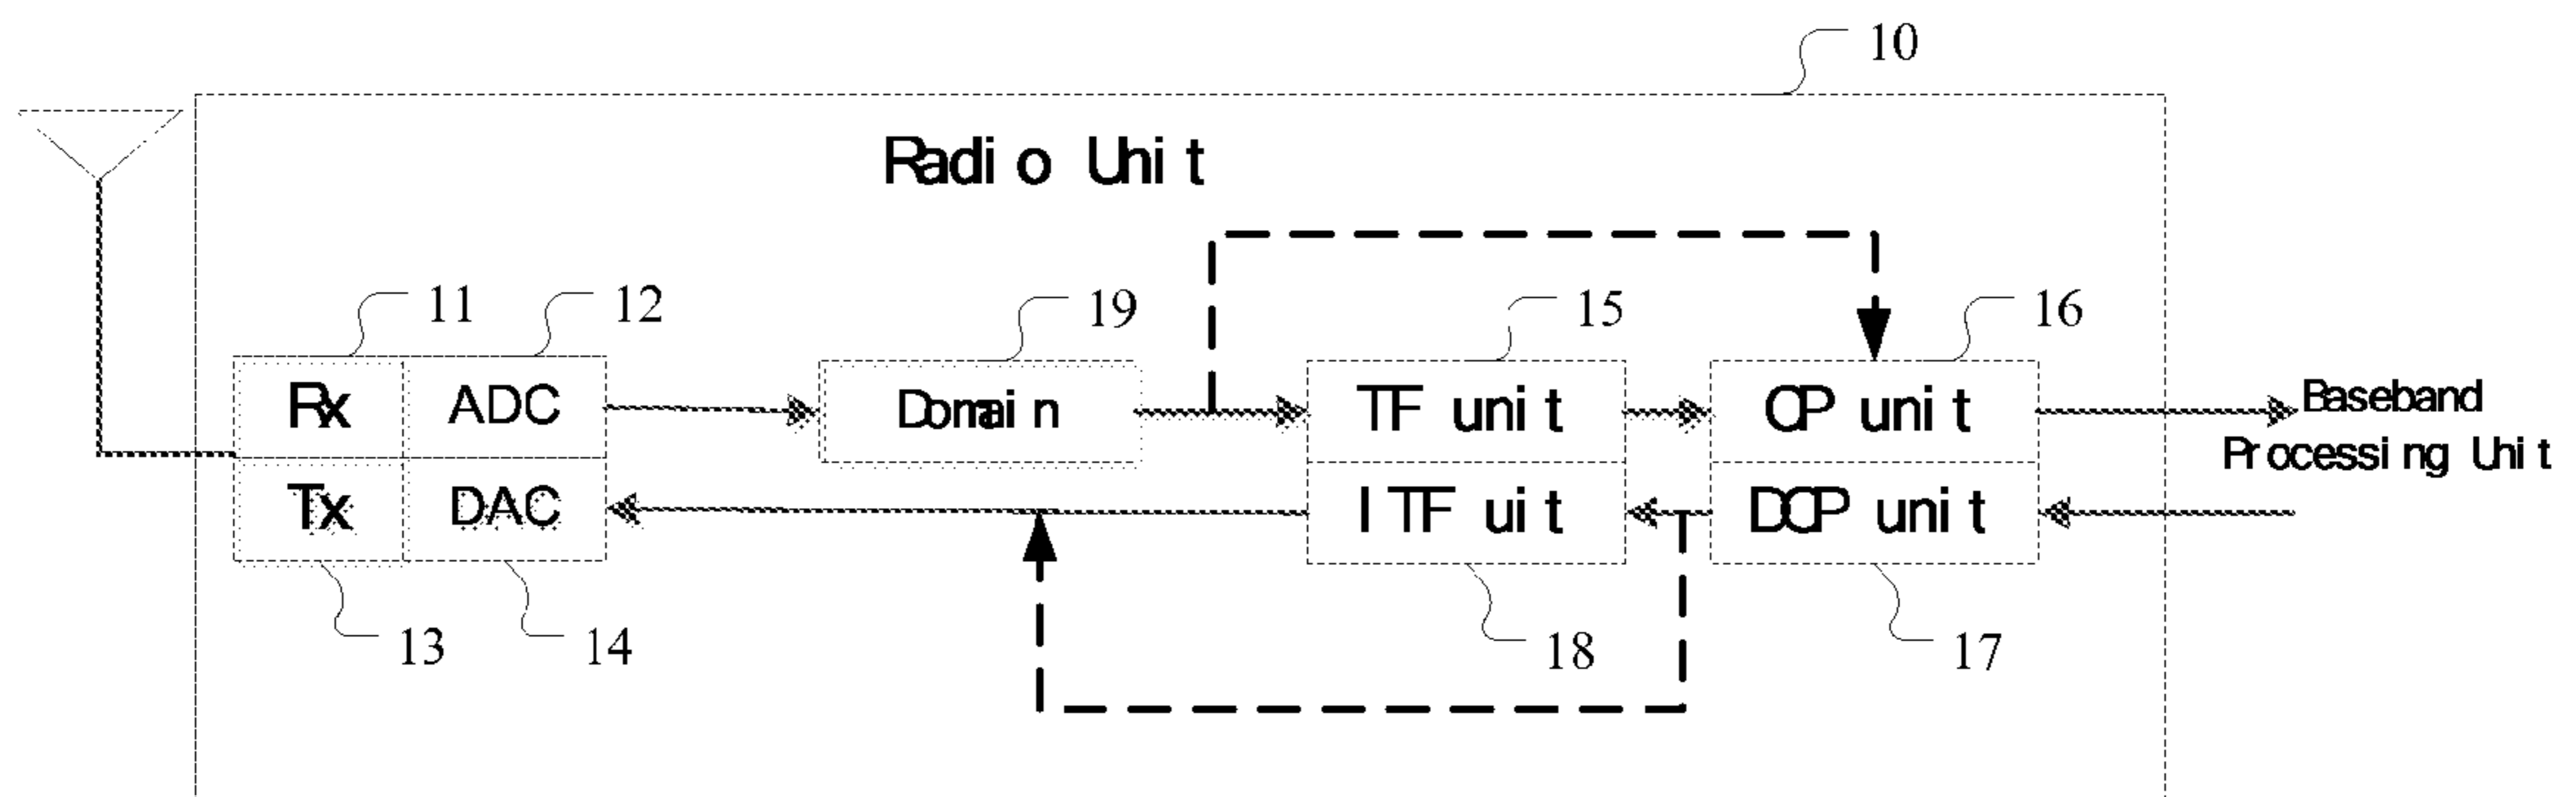 10
Radio Unit
11
12
19
15
16
Rx
ADC
Domain
TF unit
CP unit
Baseband
Processing Unit
Tx
DAC
ITF uit
DCP unit
13
14
18
17